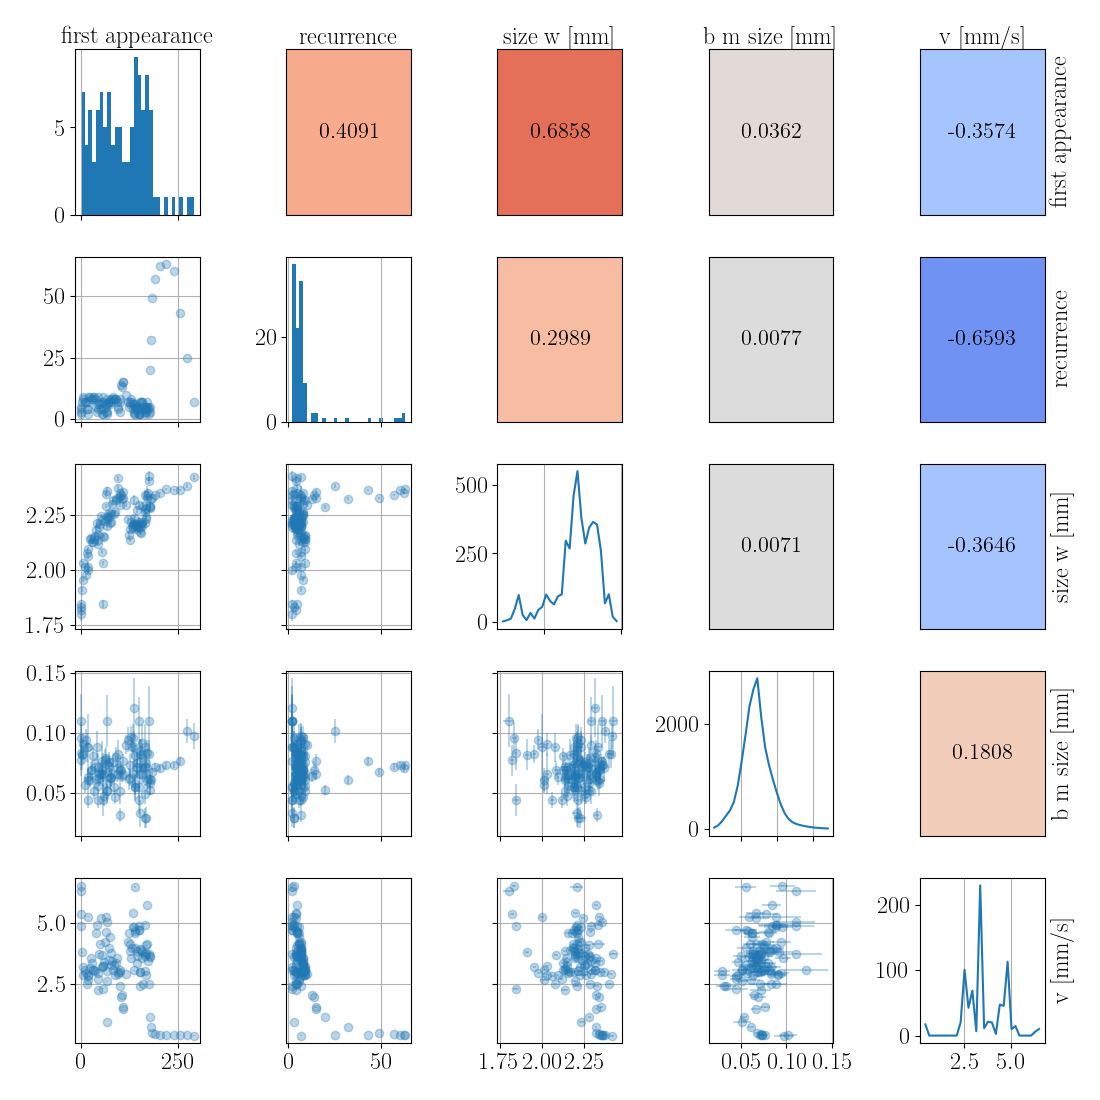 first appearance recurrence size w [mm] b m size [mm] v [mm/s]
5
0
0.4091 0.6858 0.0362 -0.3574
first appearance
50
25
0
20
0
0.2989 0.0077 -0.6593
recurrence
2.25
2.00
1.75
500
250
0
0.0071 -0.3646
size w [mm]
0.15
0.10
0.05
2000
0
0.1808
b m size [mm]
5.0
2.5
200
100
0
v [mm/s]
0 250 0 50 1.75 2.00 2.25 0.05 0.10 0.15 2.5 5.0